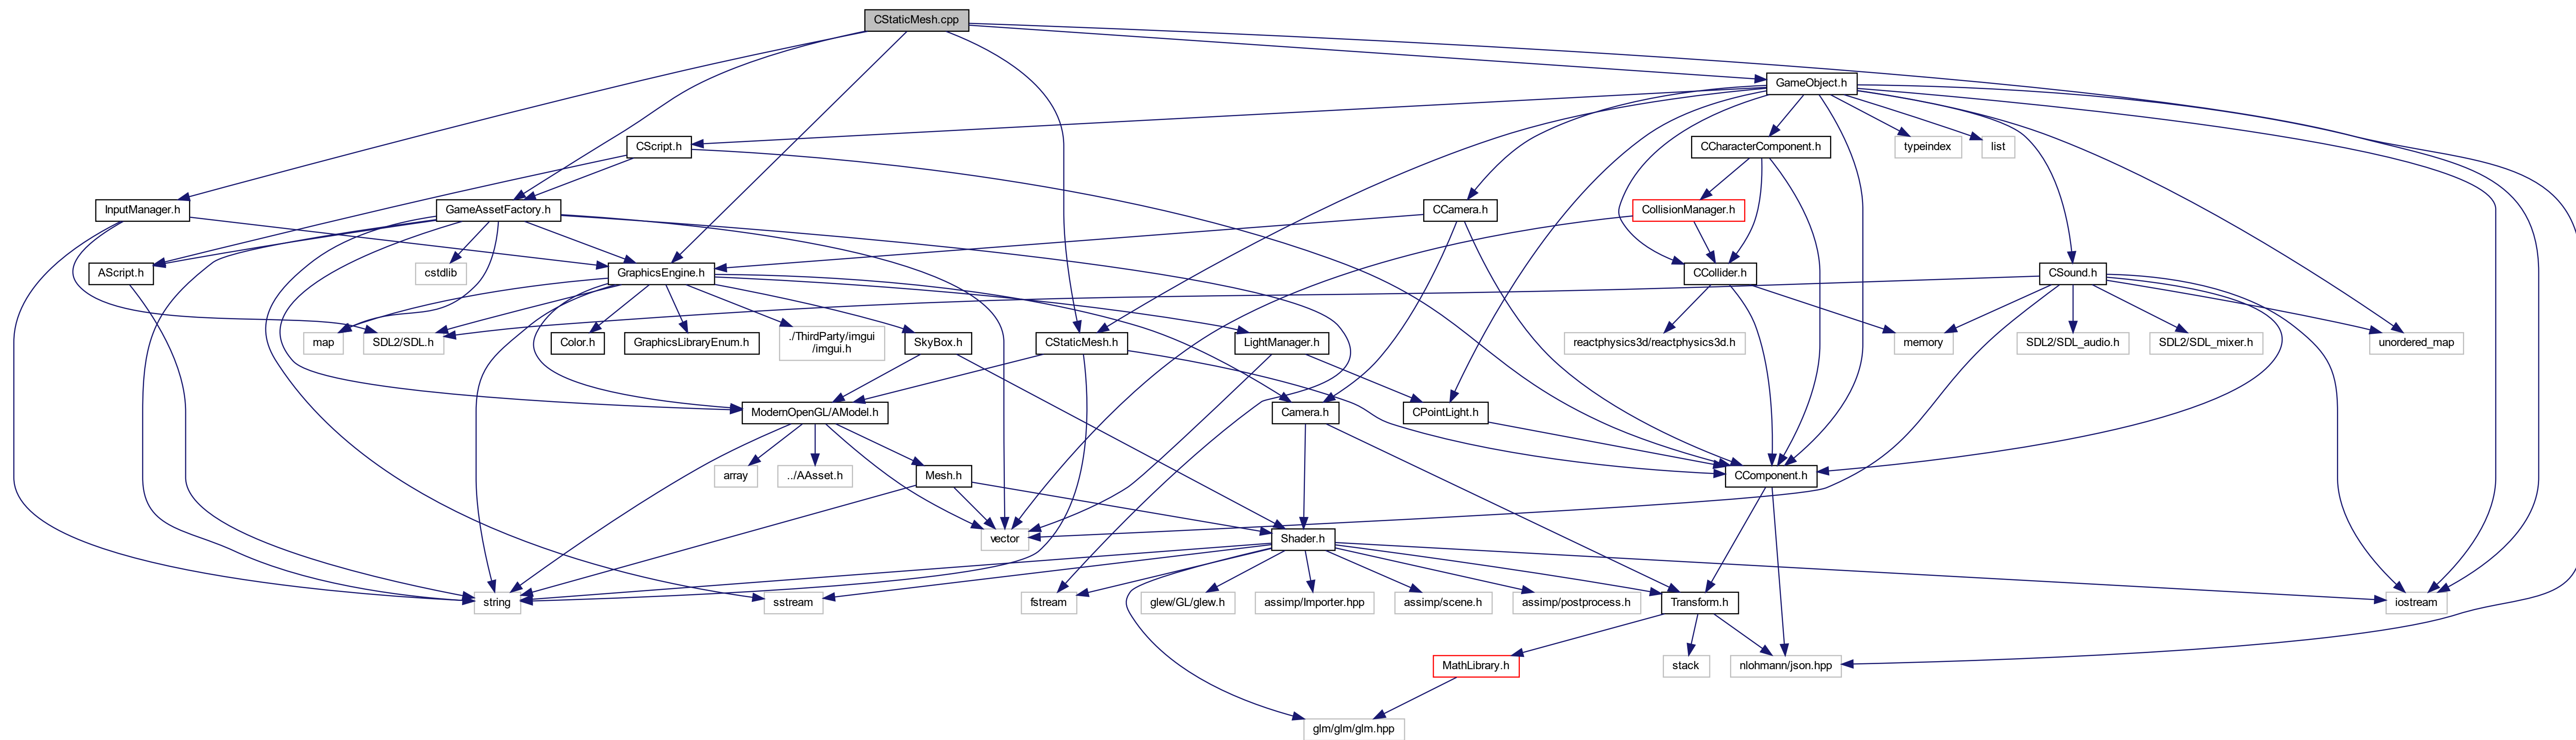 CStaticMesh.cpp
GameObject.h
CScript.h
CCharacterComponent.h
typeindex
list
InputManager.h
GameAssetFactory.h
CCamera.h
CollisionManager.h
AScript.h
cstdlib
GraphicsEngine.h
CCollider.h
CSound.h
map
SDL2/SDL.h
Color.h
GraphicsLibraryEnum.h
./ThirdParty/imgui
/imgui.h
SkyBox.h
CStaticMesh.h
LightManager.h
reactphysics3d/reactphysics3d.h
memory
SDL2/SDL_audio.h
SDL2/SDL_mixer.h
unordered_map
ModernOpenGL/AModel.h
Camera.h
CPointLight.h
array
../AAsset.h
Mesh.h
CComponent.h
vector
Shader.h
string
sstream
fstream
glew/GL/glew.h
assimp/Importer.hpp
assimp/scene.h
assimp/postprocess.h
Transform.h
iostream
MathLibrary.h
stack
nlohmann/json.hpp
glm/glm/glm.hpp